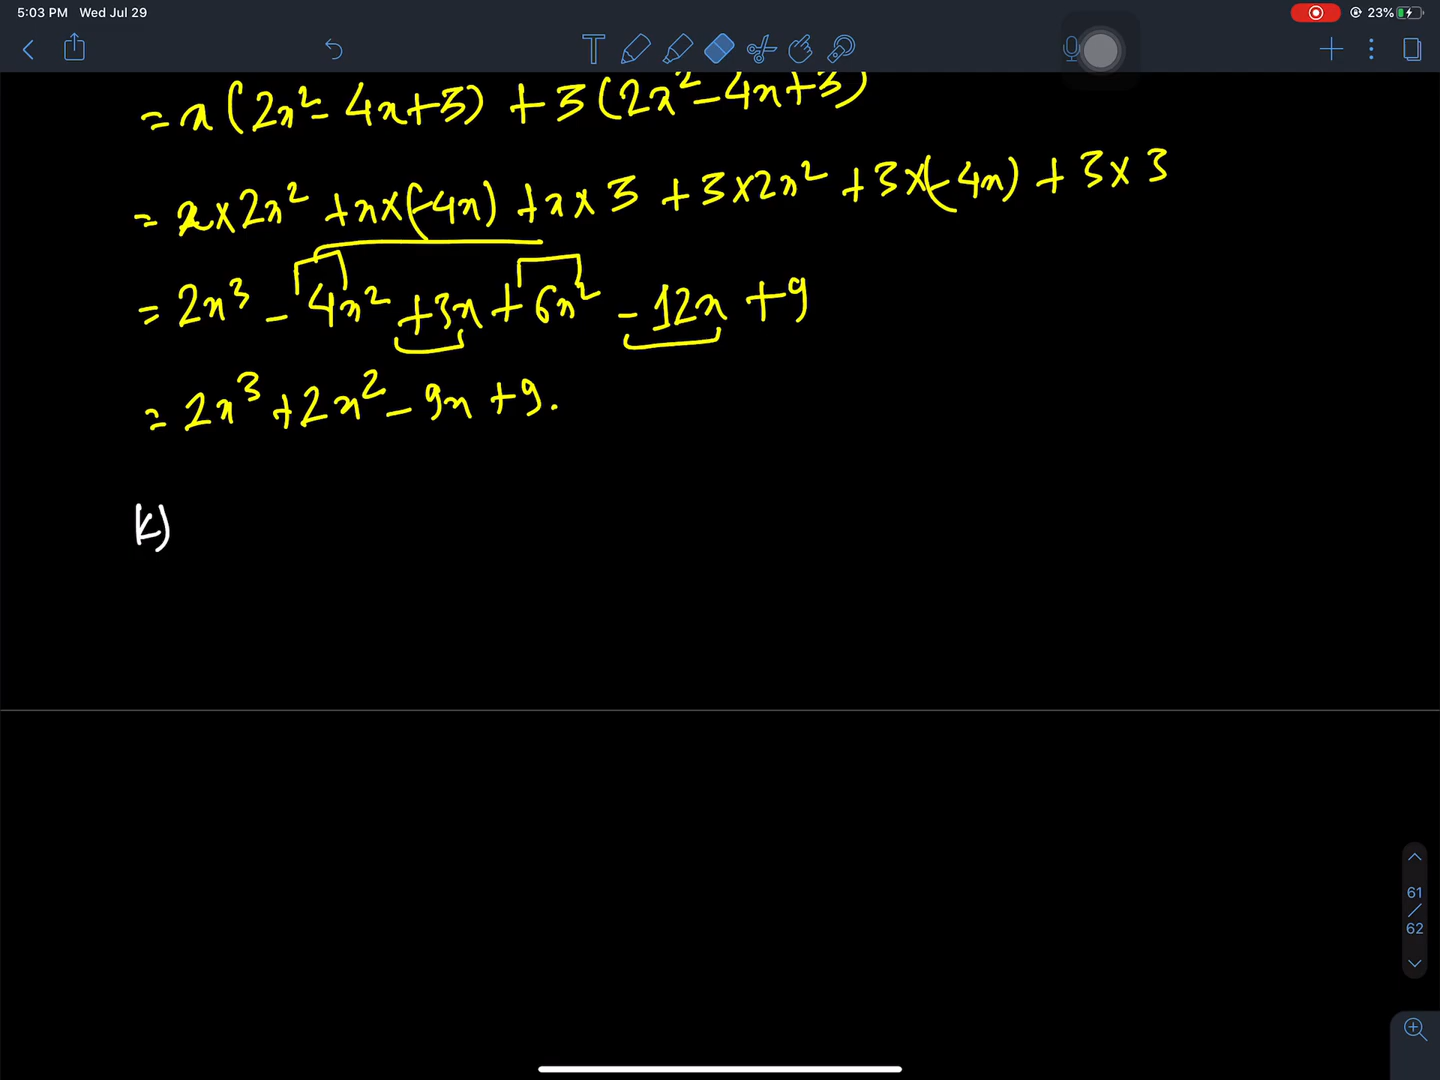 5:03 PM Wed Jul 29
23%
= x (2x² - 4x+3) + 3 (2x² - 4x+3)
= x×2x² +x×(-4x) +x×3 +3×2x² +3×(-4x) + 3×3
= 2x³ - 4x² +3x + 6x² - 12x +9
= 2x³ +2x² - 9x +9.
k)
61
/
62